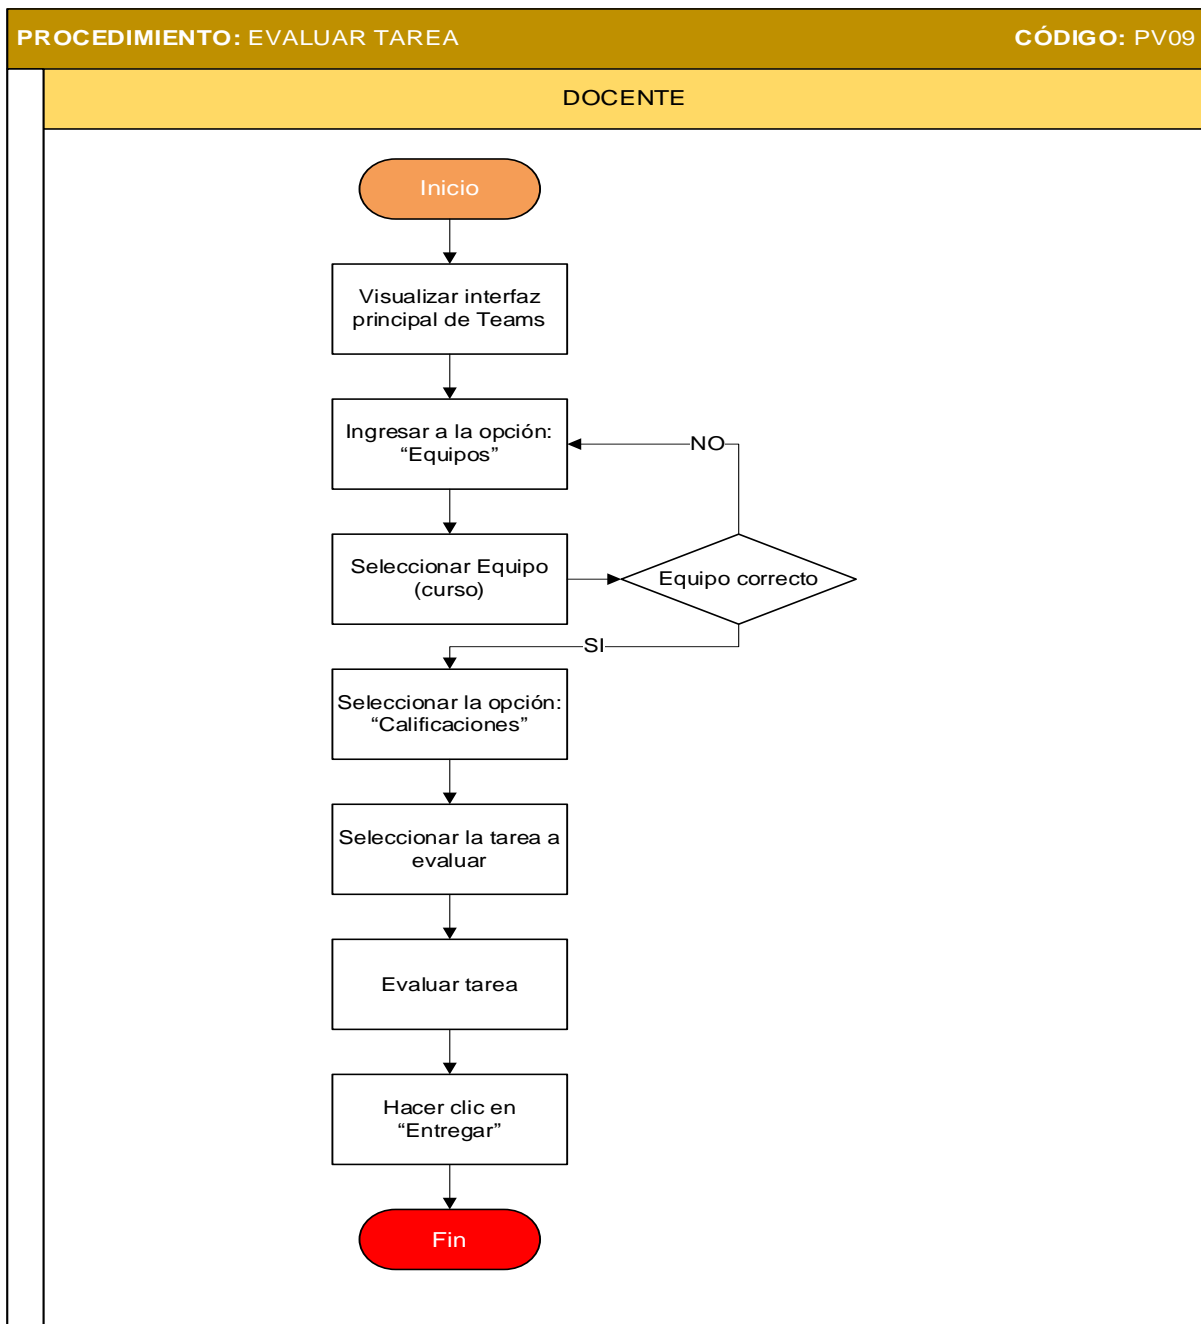 PROCEDIMIENTO: EVALUAR TAREA
CÓDIGO: PV09
DOCENTE
Inicio
Visualizar interfaz
principal de Teams
Ingresar a la opción:
“Equipos”
NO
Seleccionar Equipo
(curso)
Equipo correcto
SI
Seleccionar la opción:
“Calificaciones”
Seleccionar la tarea a
evaluar
Evaluar tarea
Hacer clic en
“Entregar”
Fin